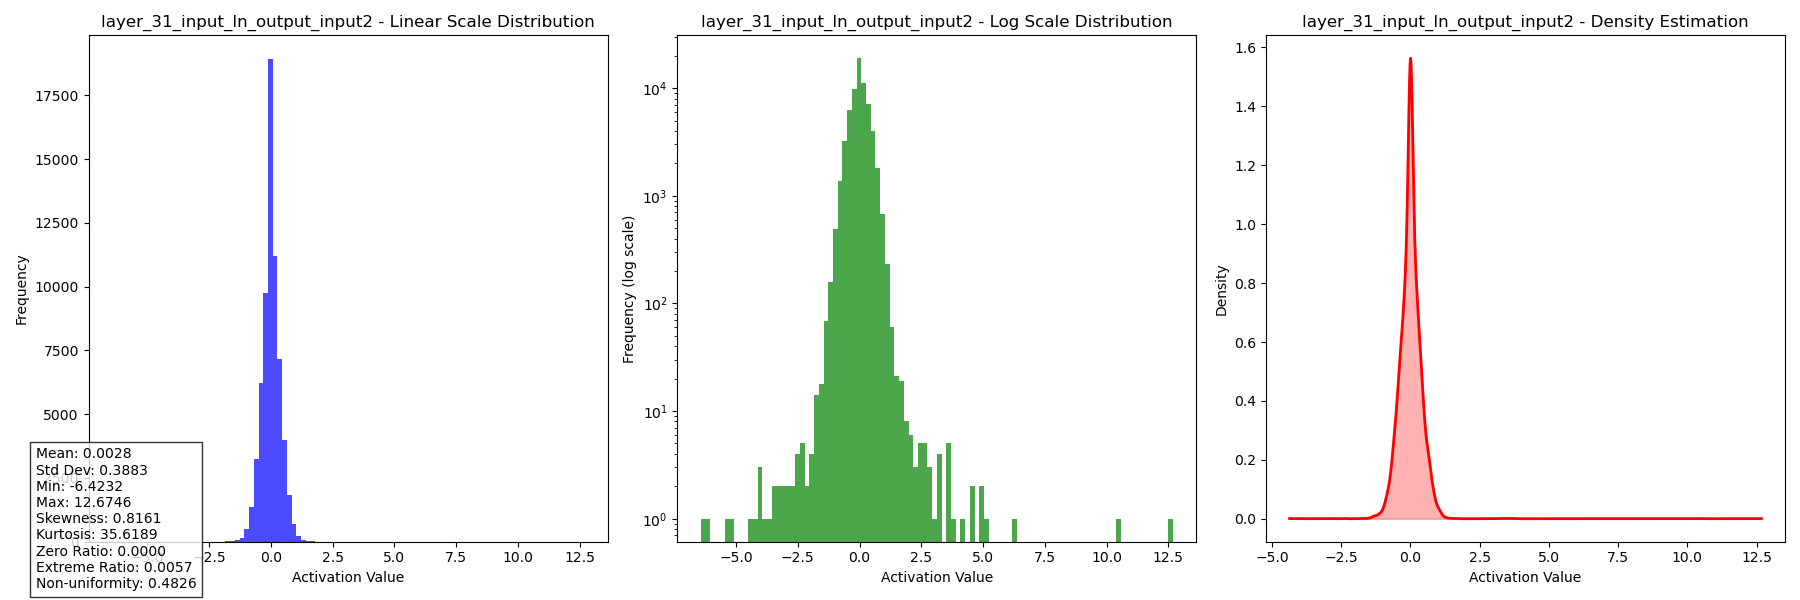 layer_31_input_ln_output_input2 - Linear Scale Distribution
17500
15000
12500
10000
7500
5000
Frequency
−2.5
0.0
2.5
5.0
7.5
10.0
12.5
Activation Value
Mean: 0.0028
Std Dev: 0.3883
Min: -6.4232
Max: 12.6746
Skewness: 0.8161
Kurtosis: 35.6189
Zero Ratio: 0.0000
Extreme Ratio: 0.0057
Non-uniformity: 0.4826
layer_31_input_ln_output_input2 - Log Scale Distribution
10⁴
10³
10²
10¹
10⁰
Frequency (log scale)
−5.0
−2.5
0.0
2.5
5.0
7.5
10.0
12.5
Activation Value
layer_31_input_ln_output_input2 - Density Estimation
1.6
1.4
1.2
1.0
0.8
0.6
0.4
0.2
0.0
Density
−5.0
−2.5
0.0
2.5
5.0
7.5
10.0
12.5
Activation Value